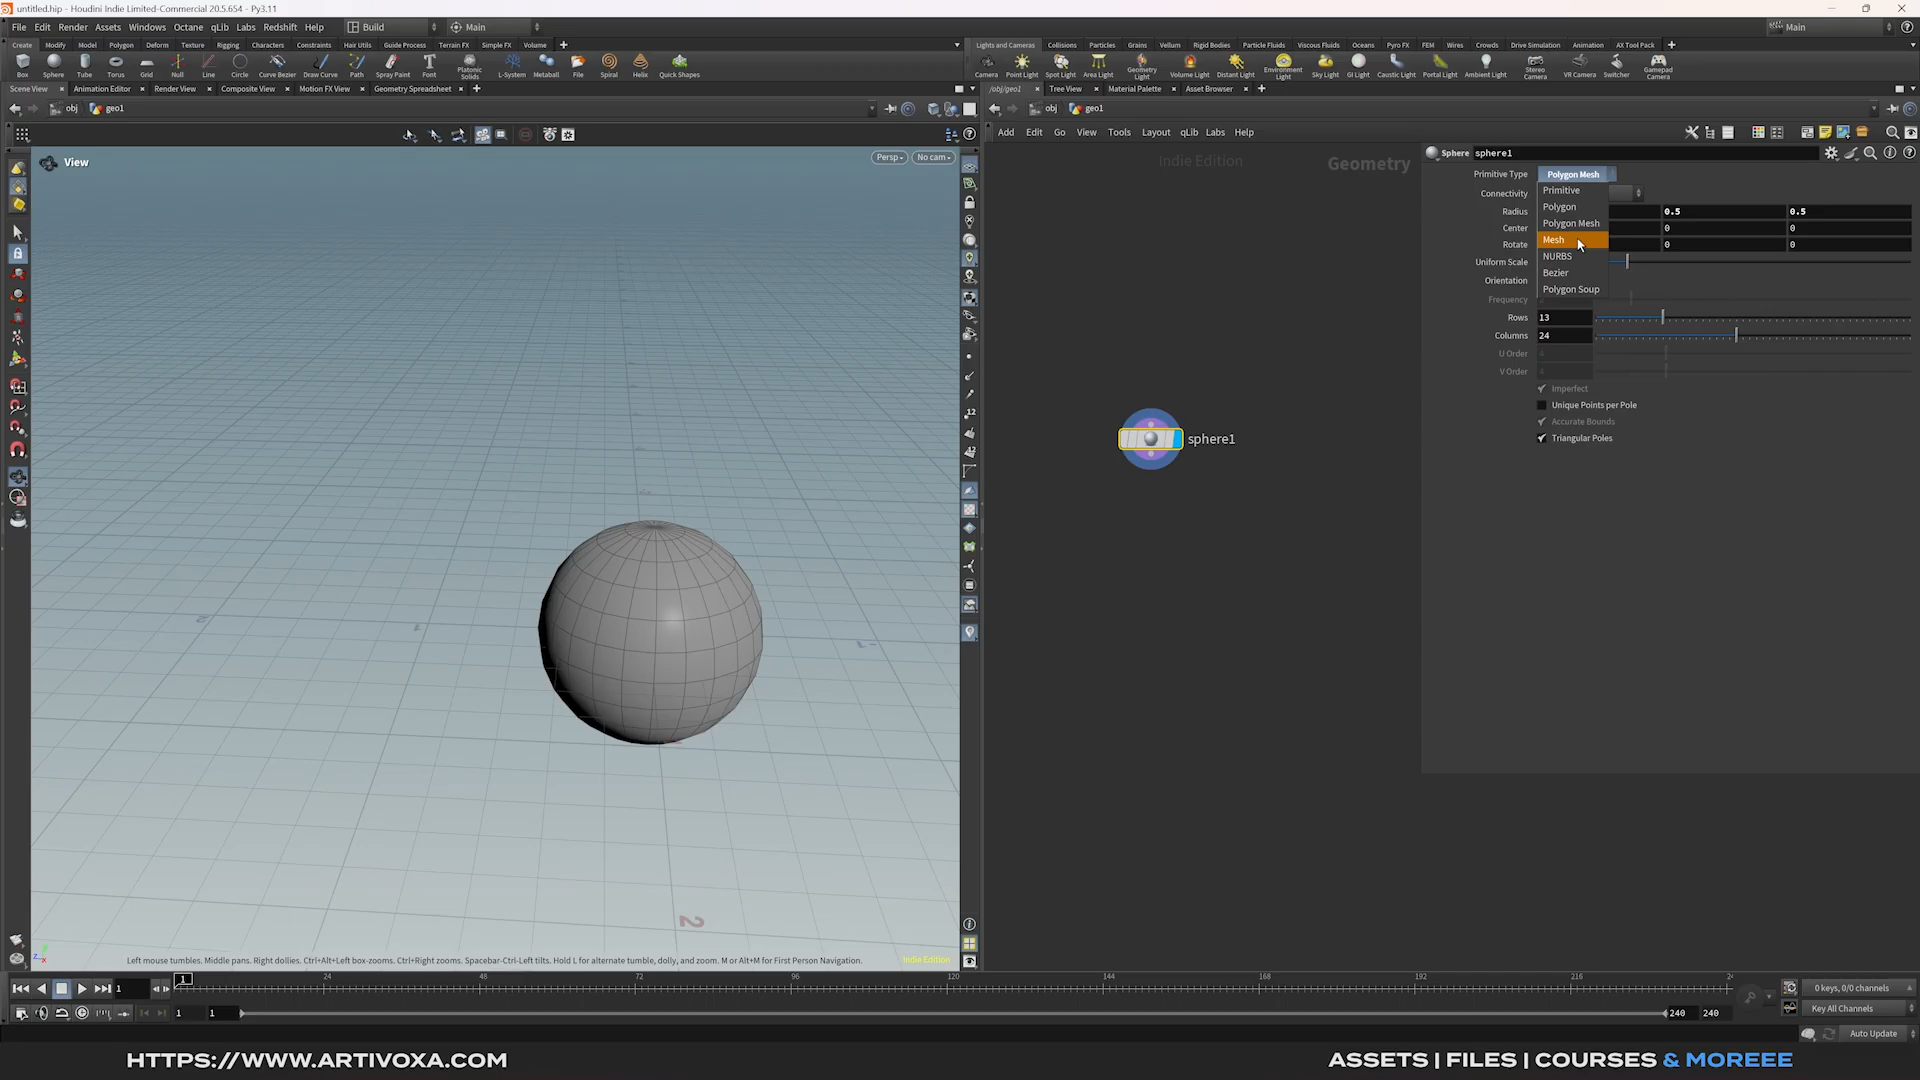 untitled.hip - Houdini Indie Limited-Commercial 20.5.654 - Py3.11
File Edit Render Assets Windows Octane qLib Labs Redshift Help Build Main Main
Create Modify Model Polygon Deform Texture Rigging Characters Constraints Hair Utils Guide Process Terrain FX Simple FX Volume
Lights and Cameras Collisions Particles Grains Vellum Rigid Bodies Particle Fluids Viscous Fluids Oceans Pyro FX FEM Wires Crowds Drive Simulation Animation AX Tool Pack
Box Sphere Tube Torus Grid Null Line Circle Curve Bezier Draw Curve Path Spray Paint Font Platonic Solids L-System Metaball File Spiral Helix Quick Shapes
Camera Point Light Spot Light Area Light Geometry Light Volume Light Distant Light Environment Light Sky Light GI Light Caustic Light Portal Light Ambient Light Stereo Camera VR Camera Switcher Gamepad Camera
Scene View Animation Editor Render View Composite View Motion FX View Geometry Spreadsheet
/obj/geo1 Tree View Material Palette Asset Browser
obj geo1
obj geo1
Add Edit Go View Tools Layout qLib Labs Help
View
Persp No cam
Indie Edition
Geometry
Sphere sphere1
Primitive Type Polygon Mesh
Primitive
Polygon
Polygon Mesh
Mesh
NURBS
Bezier
Polygon Soup
Connectivity
Radius 0.5 0.5
Center 0 0
Rotate 0 0
Uniform Scale
Orientation
Frequency
Rows 13
Columns 24
U Order 4
V Order 4
Imperfect
Unique Points per Pole
Accurate Bounds
Triangular Poles
sphere1
12
12
2
Left mouse tumbles. Middle pans. Right dollies. Ctrl+Alt+Left box-zooms. Ctrl+Right zooms. Spacebar-Ctrl-Left tilts. Hold L for alternate tumble, dolly, and zoom. M or Alt+M for First Person Navigation.
Indie Edition
1 1 24 48 72 96 120 144 168 192 216 24
0 keys, 0/0 channels
1 1 240 240
Key All Channels
Auto Update
HTTPS://WWW.ARTIVOXA.COM
ASSETS | FILES | COURSES & MOREEE